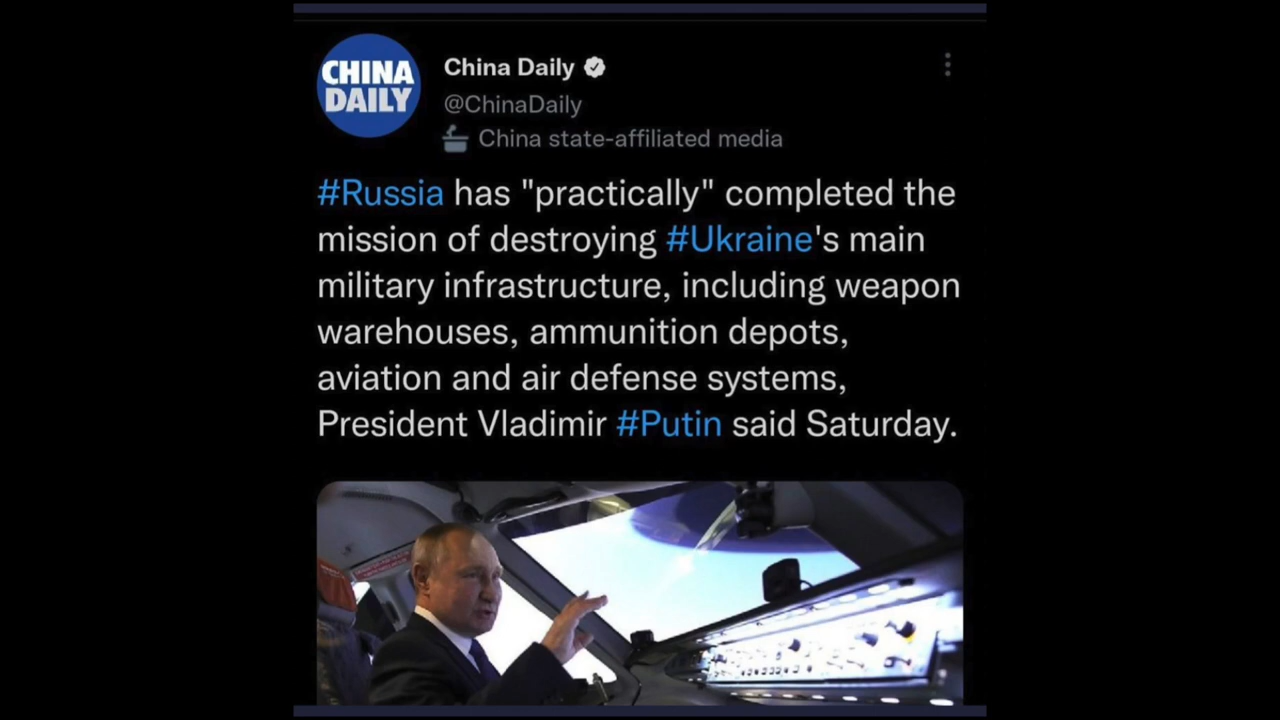 CHINA
DAILY
China Daily
@ChinaDaily
China state-affiliated media
#Russia has "practically" completed the
mission of destroying #Ukraine's main
military infrastructure, including weapon
warehouses, ammunition depots,
aviation and air defense systems,
President Vladimir #Putin said Saturday.